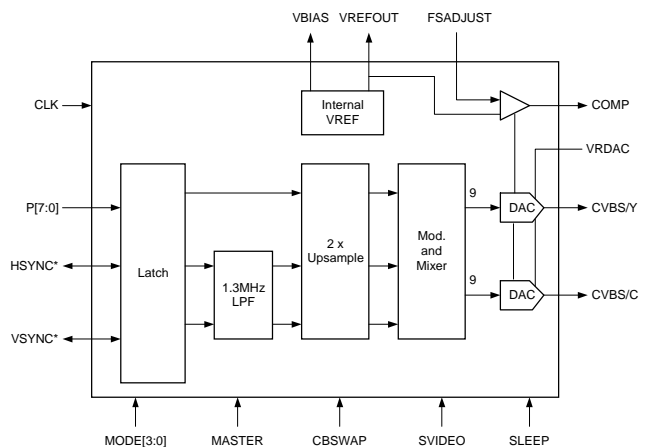 VBIAS VREFOUT FSADJUST
CLK
Internal
VREF
COMP
VRDAC
P[7:0]
9
DAC
CVBS/Y
2 x
Upsample
Mod.
and
Mixer
HSYNC*
Latch
1.3MHz
LPF
9
DAC
CVBS/C
VSYNC*
MODE[3:0] MASTER CBSWAP SVIDEO SLEEP